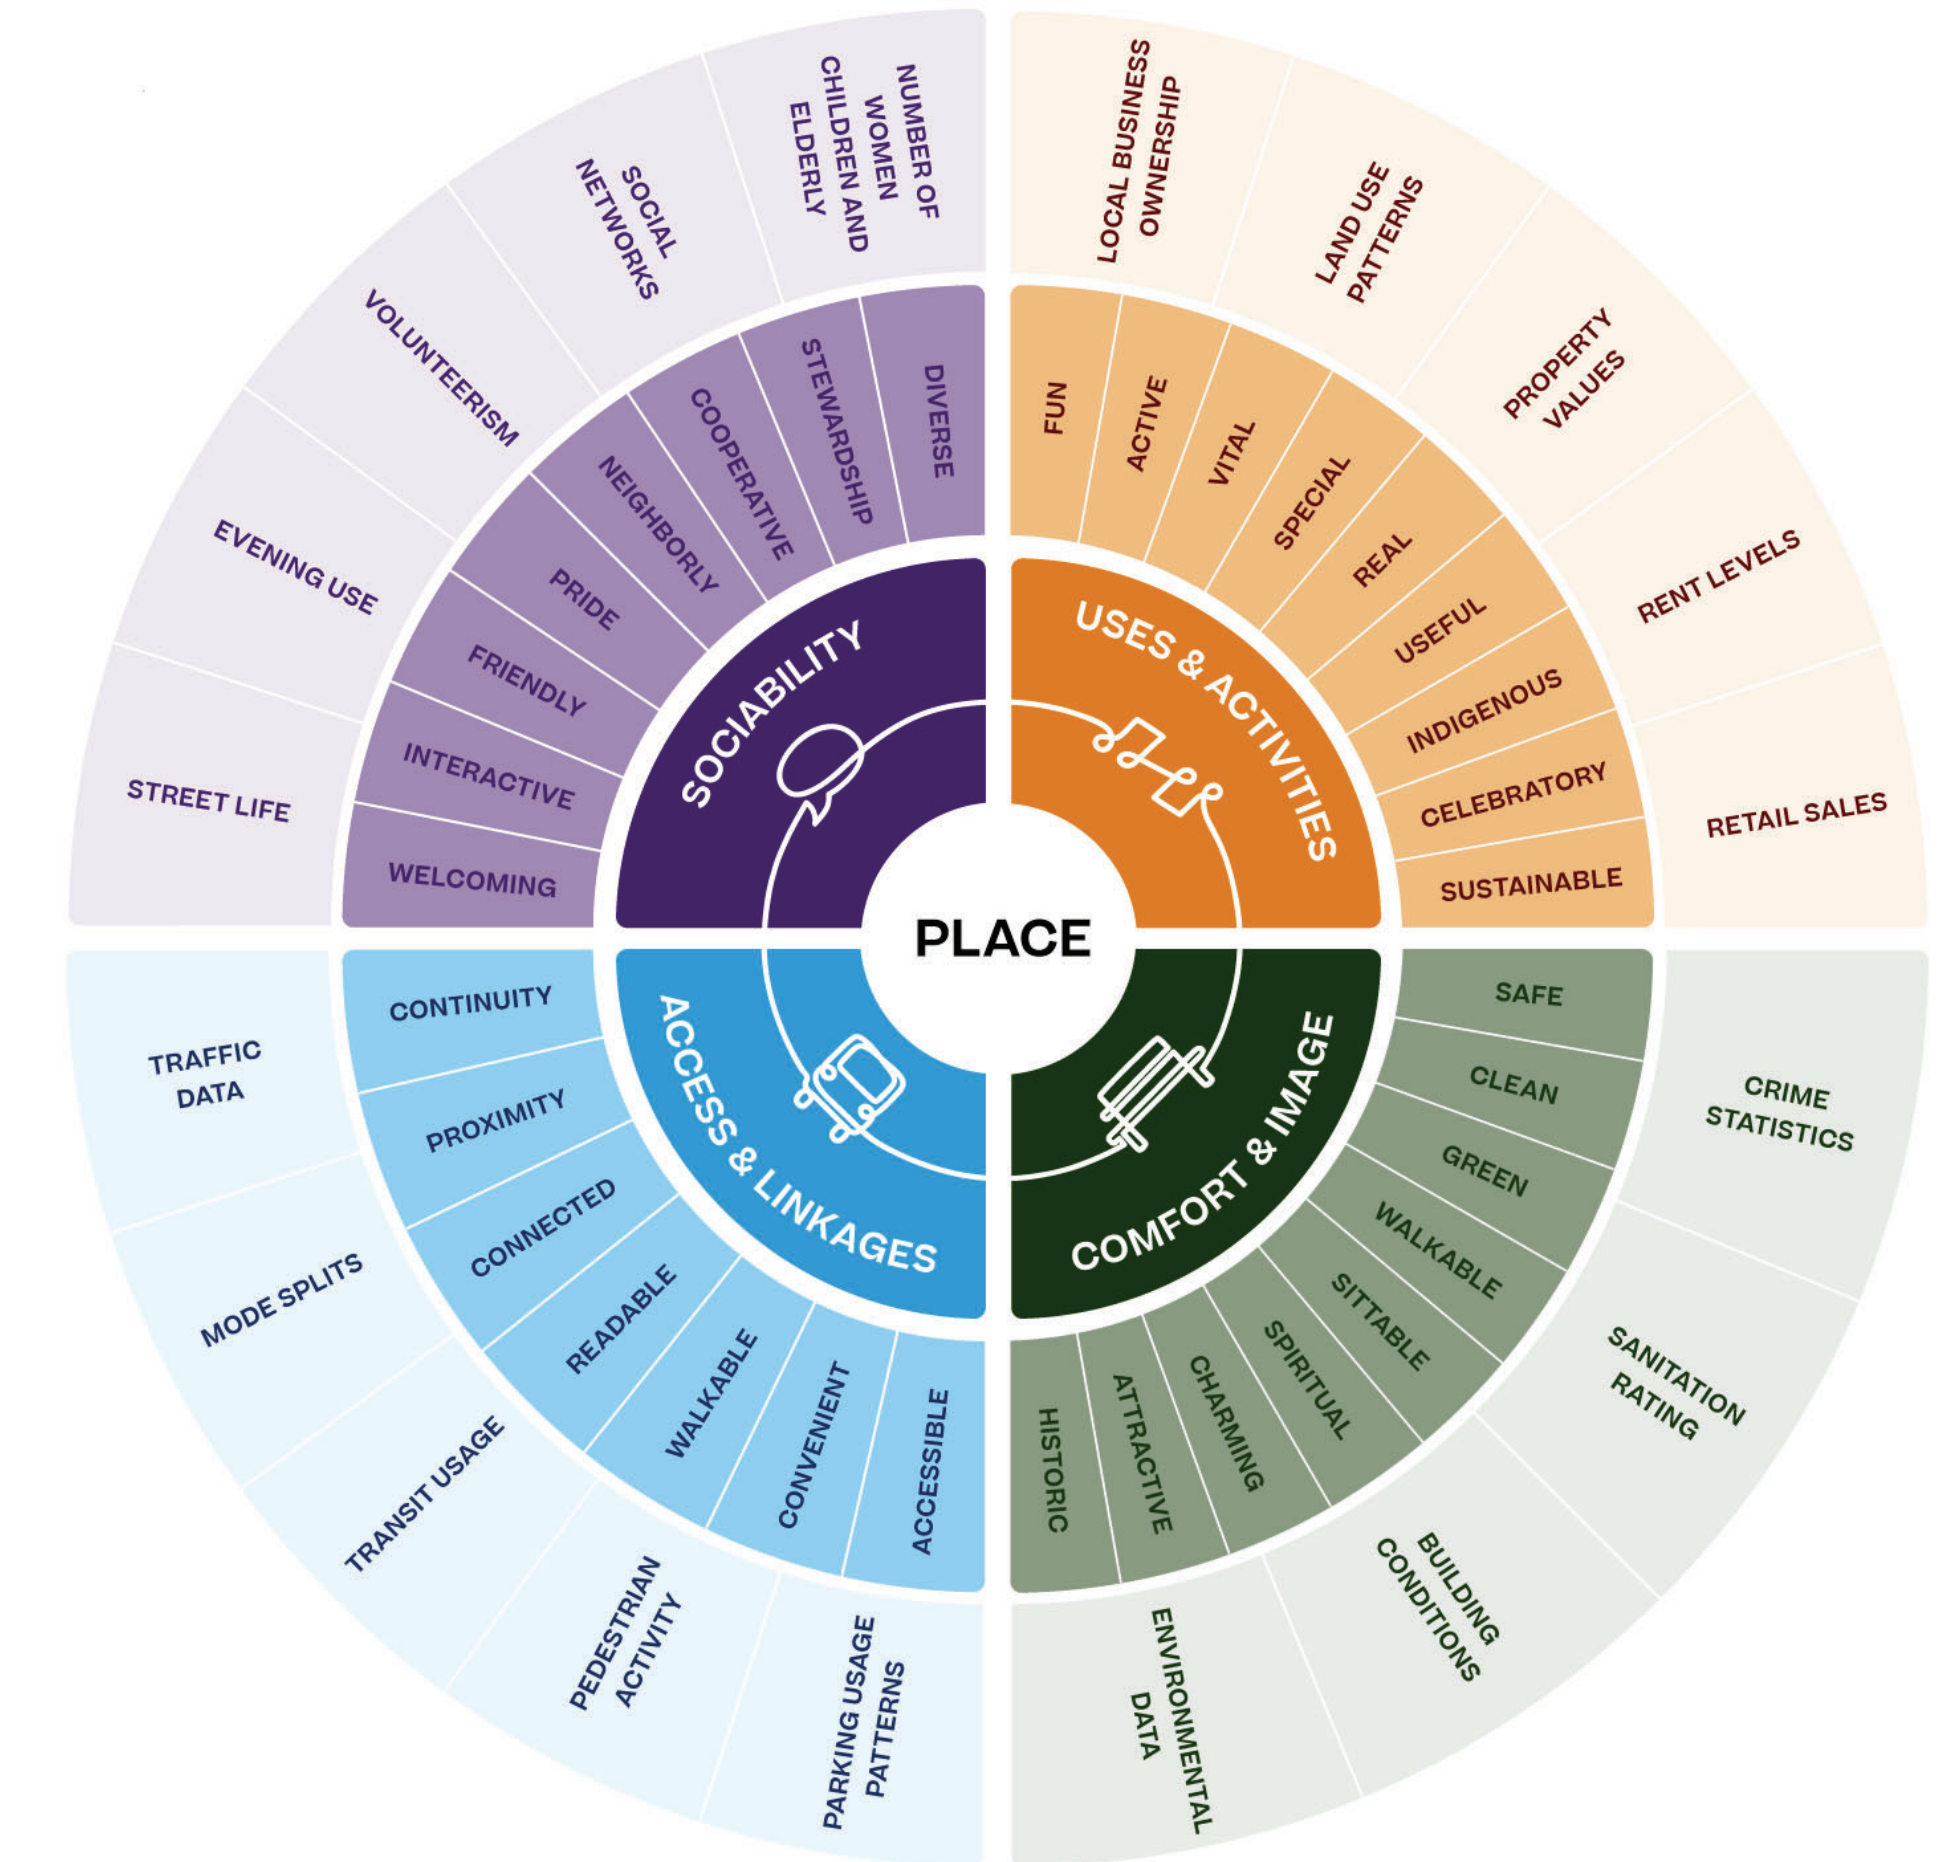 PLACE
SOCIABILITY
USES & ACTIVITIES
ACCESS & LINKAGES
COMFORT & IMAGE
DIVERSE
STEWARDSHIP
COOPERATIVE
NEIGHBORLY
PRIDE
FRIENDLY
INTERACTIVE
WELCOMING
NUMBER OF
WOMEN
CHILDREN AND
ELDERLY
SOCIAL
NETWORKS
VOLUNTEERISM
EVENING USE
STREET LIFE
FUN
ACTIVE
VITAL
SPECIAL
REAL
USEFUL
INDIGENOUS
CELEBRATORY
SUSTAINABLE
LOCAL BUSINESS
OWNERSHIP
LAND USE
PATTERNS
PROPERTY
VALUES
RENT LEVELS
RETAIL SALES
SAFE
CLEAN
GREEN
WALKABLE
SITTABLE
SPIRITUAL
CHARMING
ATTRACTIVE
HISTORIC
CRIME
STATISTICS
SANITATION
RATING
BUILDING
CONDITIONS
ENVIRONMENTAL
DATA
CONTINUITY
PROXIMITY
CONNECTED
READABLE
WALKABLE
CONVENIENT
ACCESSIBLE
TRAFFIC
DATA
MODE SPLITS
TRANSIT USAGE
PEDESTRIAN
ACTIVITY
PARKING USAGE
PATTERNS